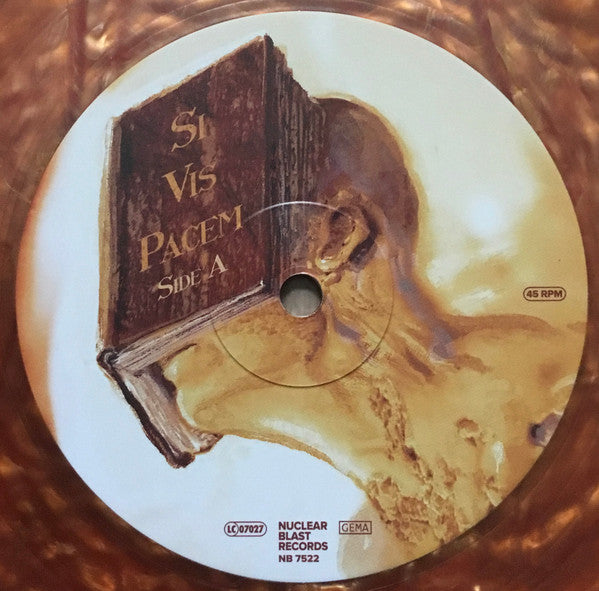 Si
Vis
Pacem
Side A
45 RPM
LC 07027
NUCLEAR
BLAST
RECORDS
NB 7522
GEMA